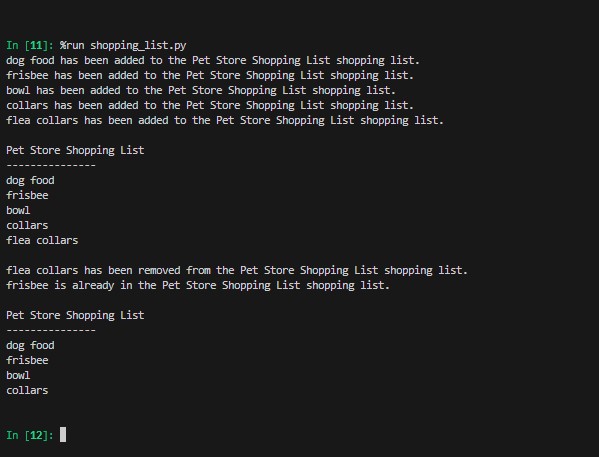 In [11]: %run shopping_list.py
dog food has been added to the Pet Store Shopping List shopping list.
frisbee has been added to the Pet Store Shopping List shopping list.
bowl has been added to the Pet Store Shopping List shopping list.
collars has been added to the Pet Store Shopping List shopping list.
flea collars has been added to the Pet Store Shopping List shopping list.
Pet Store Shopping List
---------------
dog food
frisbee
bowl
collars
flea collars
flea collars has been removed from the Pet Store Shopping List shopping list.
frisbee is already in the Pet Store Shopping List shopping list.
Pet Store Shopping List
---------------
dog food
frisbee
bowl
collars
In [12]: